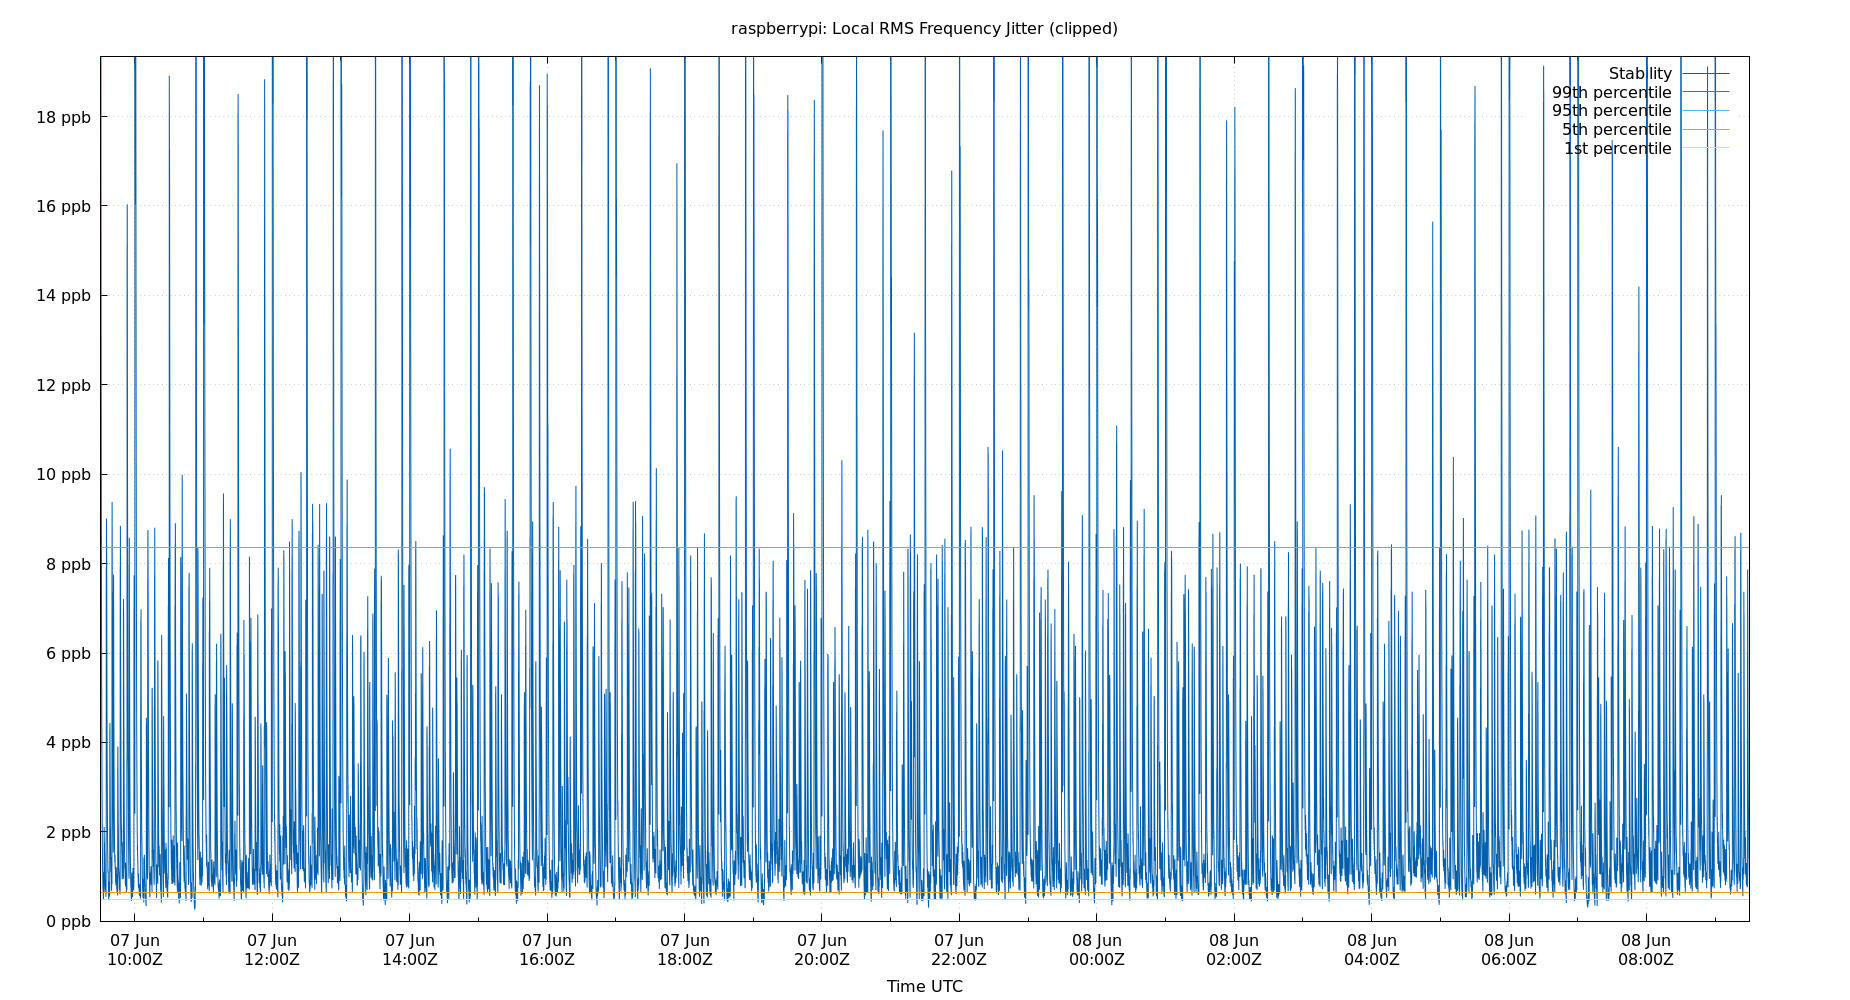 raspberrypi: Local RMS Frequency Jitter (clipped)
Stability
99th percentile
95th percentile
5th percentile
1st percentile
18 ppb
16 ppb
14 ppb
12 ppb
10 ppb
8 ppb
6 ppb
4 ppb
2 ppb
0 ppb
07 Jun 07 Jun 07 Jun 07 Jun 07 Jun 07 Jun 07 Jun 08 Jun 08 Jun 08 Jun 08 Jun 08 Jun
10:00Z 12:00Z 14:00Z 16:00Z 18:00Z 20:00Z 22:00Z 00:00Z 02:00Z 04:00Z 06:00Z 08:00Z
Time UTC